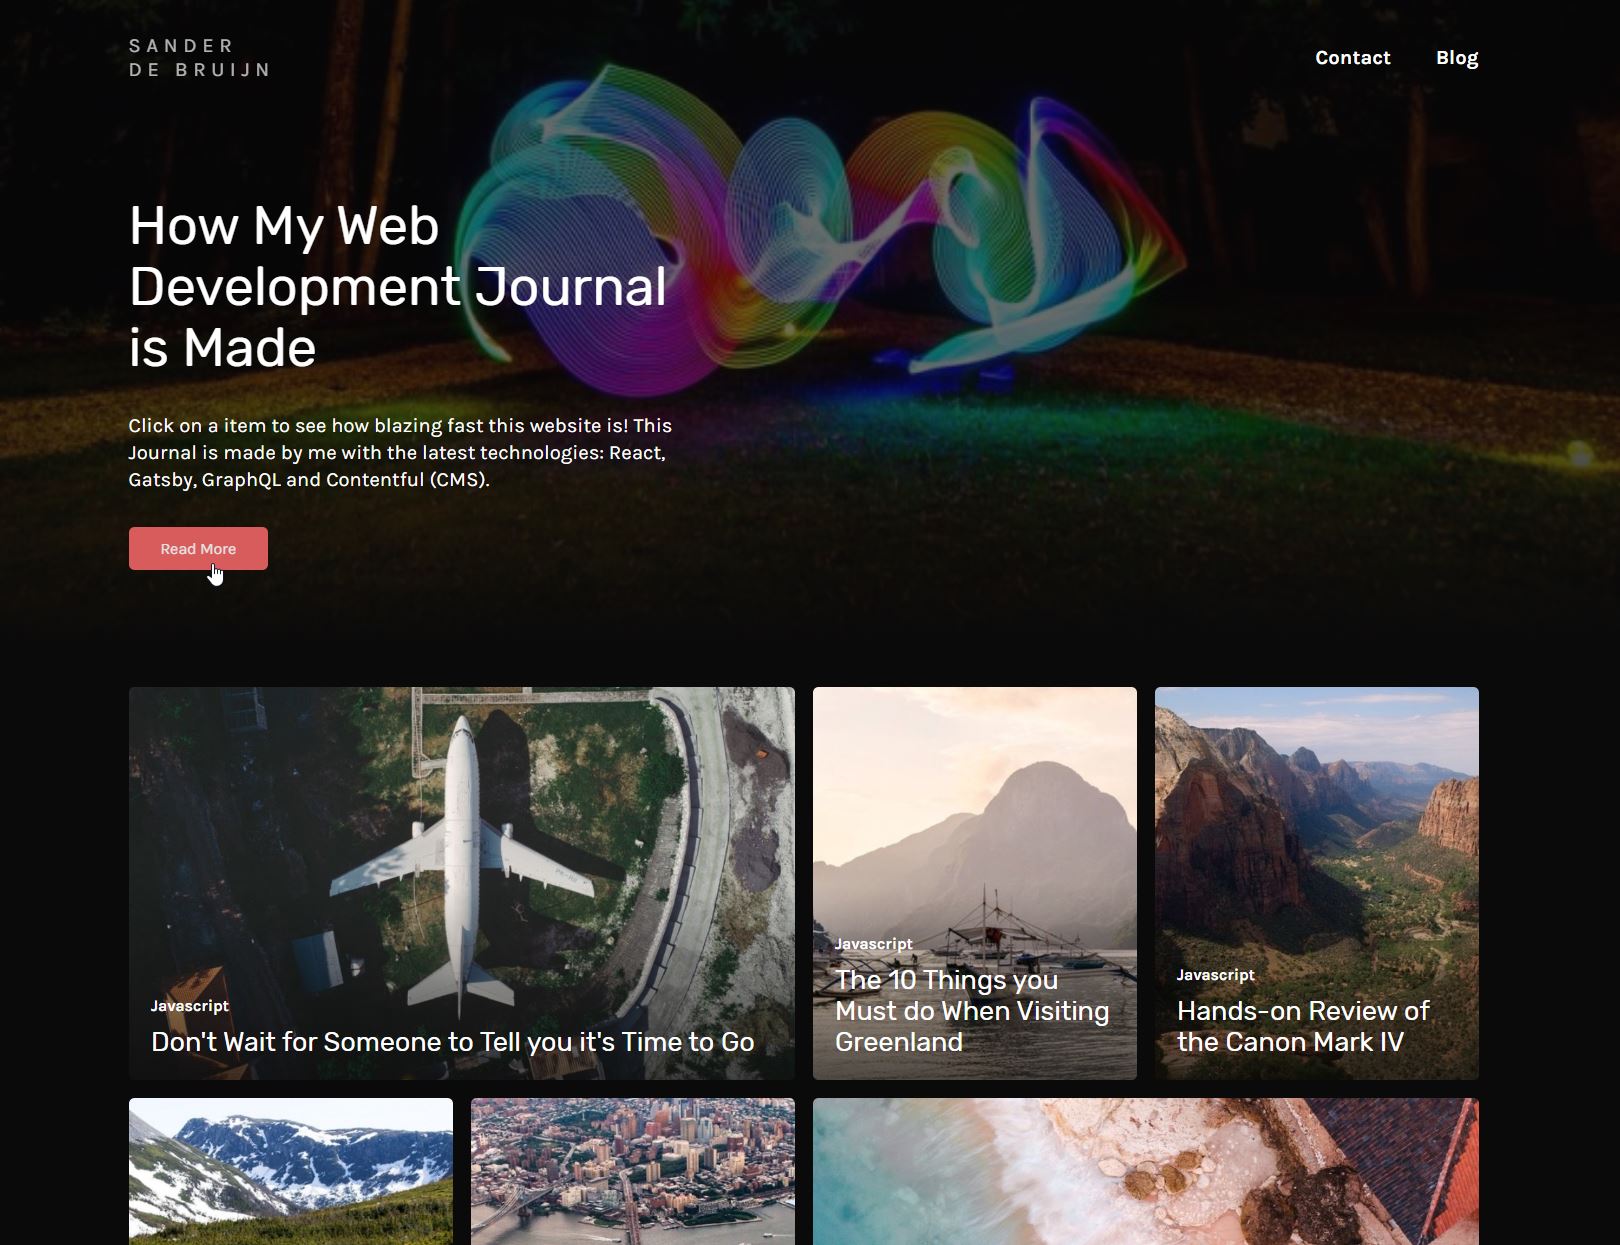 SANDER
DE BRUIJN
Contact Blog
How My Web
Development Journal
is Made
Click on a item to see how blazing fast this website is! This
Journal is made by me with the latest technologies: React,
Gatsby, GraphQL and Contentful (CMS).
Read More
Javascript
Don't Wait for Someone to Tell you it's Time to Go
Javascript
The 10 Things you
Must do When Visiting
Greenland
Javascript
Hands-on Review of
the Canon Mark IV